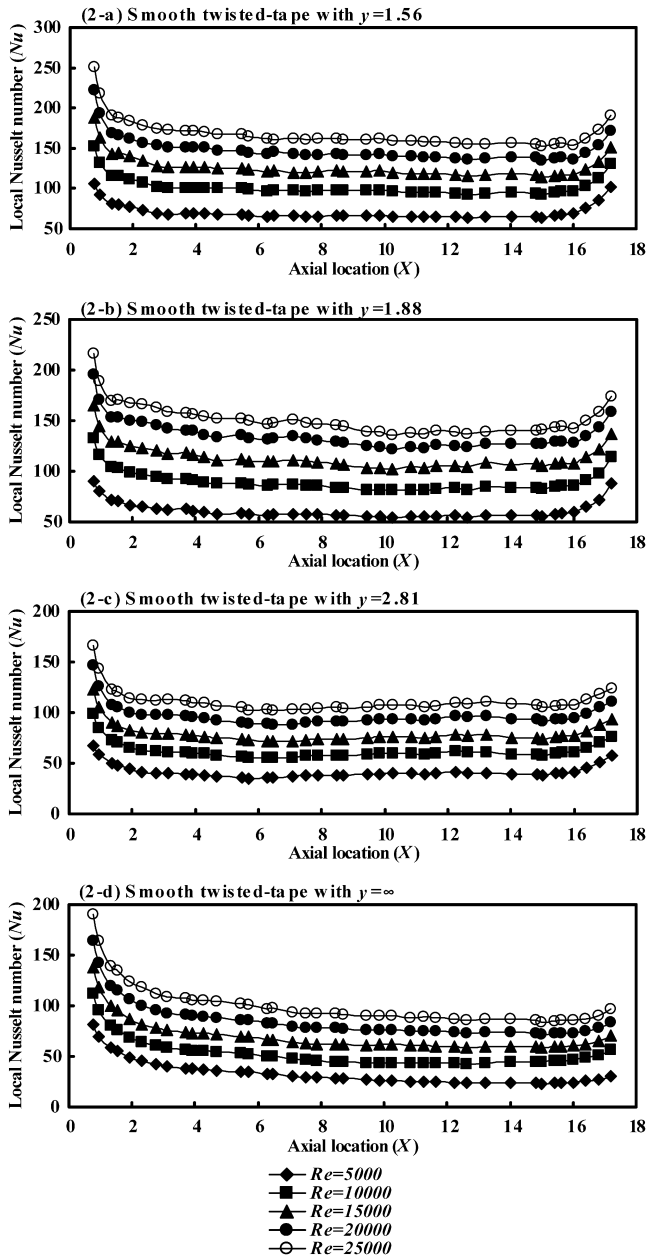 (2-a) Smooth twisted-tape with y=1.56
Local Nusselt number (Nu)
300
250
200
150
100
50
0 2 4 6 8 10 12 14 16 18
Axial location (X)
(2-b) Smooth twisted-tape with y=1.88
Local Nusselt number (Nu)
250
200
150
100
50
0 2 4 6 8 10 12 14 16 18
Axial location (X)
(2-c) Smooth twisted-tape with y=2.81
Local Nusselt number (Nu)
200
150
100
50
0
0 2 4 6 8 10 12 14 16 18
Axial location (X)
(2-d) Smooth twisted-tape with y=∞
Local Nusselt number (Nu)
200
150
100
50
0
0 2 4 6 8 10 12 14 16 18
Axial location (X)
Re=5000
Re=10000
Re=15000
Re=20000
Re=25000